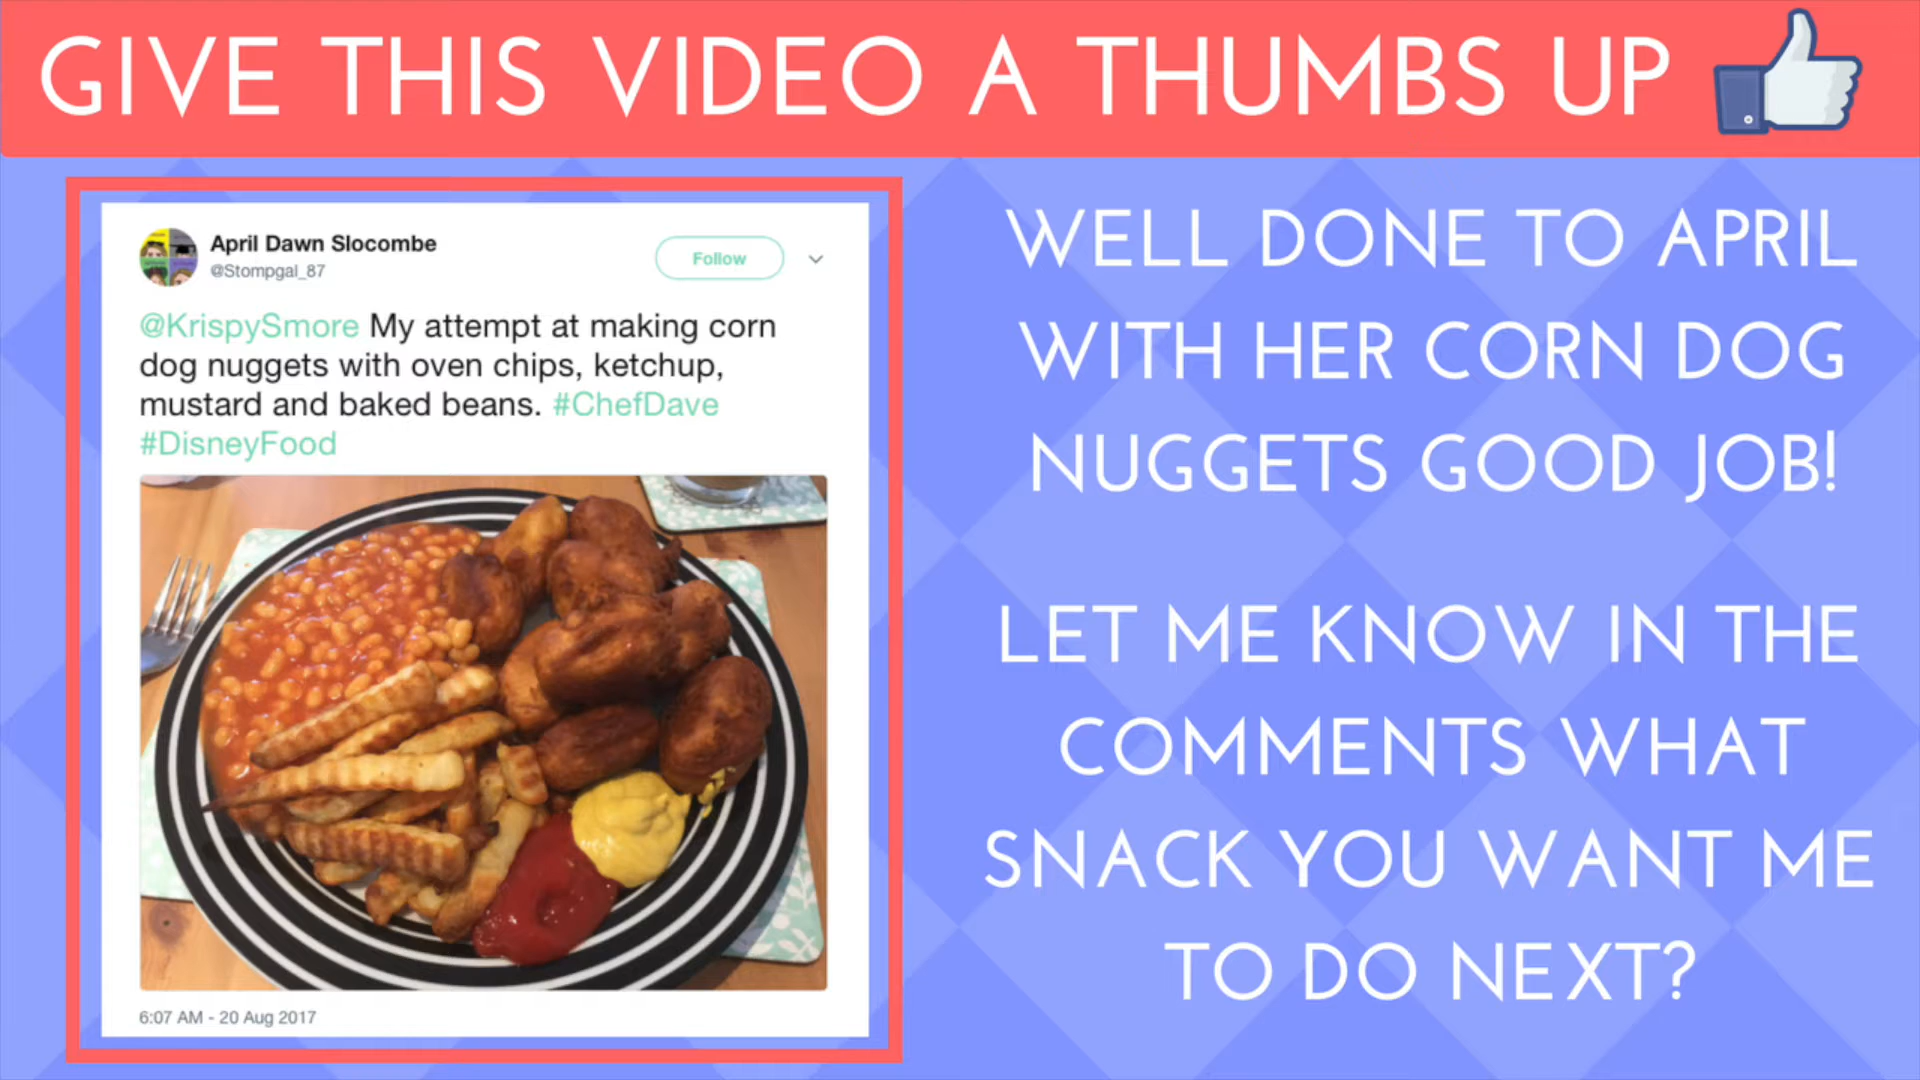 GIVE THIS VIDEO A THUMBS UP
April Dawn Slocombe
@Stompgal_87
Follow
@KrispySmore My attempt at making corn
dog nuggets with oven chips, ketchup,
mustard and baked beans. #ChefDave
#DisneyFood
6:07 AM - 20 Aug 2017
WELL DONE TO APRIL
WITH HER CORN DOG
NUGGETS GOOD JOB!
LET ME KNOW IN THE
COMMENTS WHAT
SNACK YOU WANT ME
TO DO NEXT?